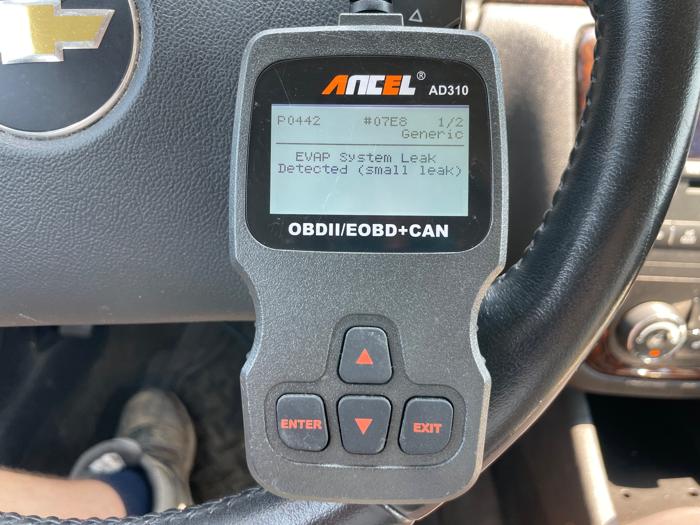 ANCEL® AD310
P0442 #07E8 1/2
Generic
EVAP System Leak
Detected (small leak)
OBDII/EOBD+CAN
ENTER EXIT